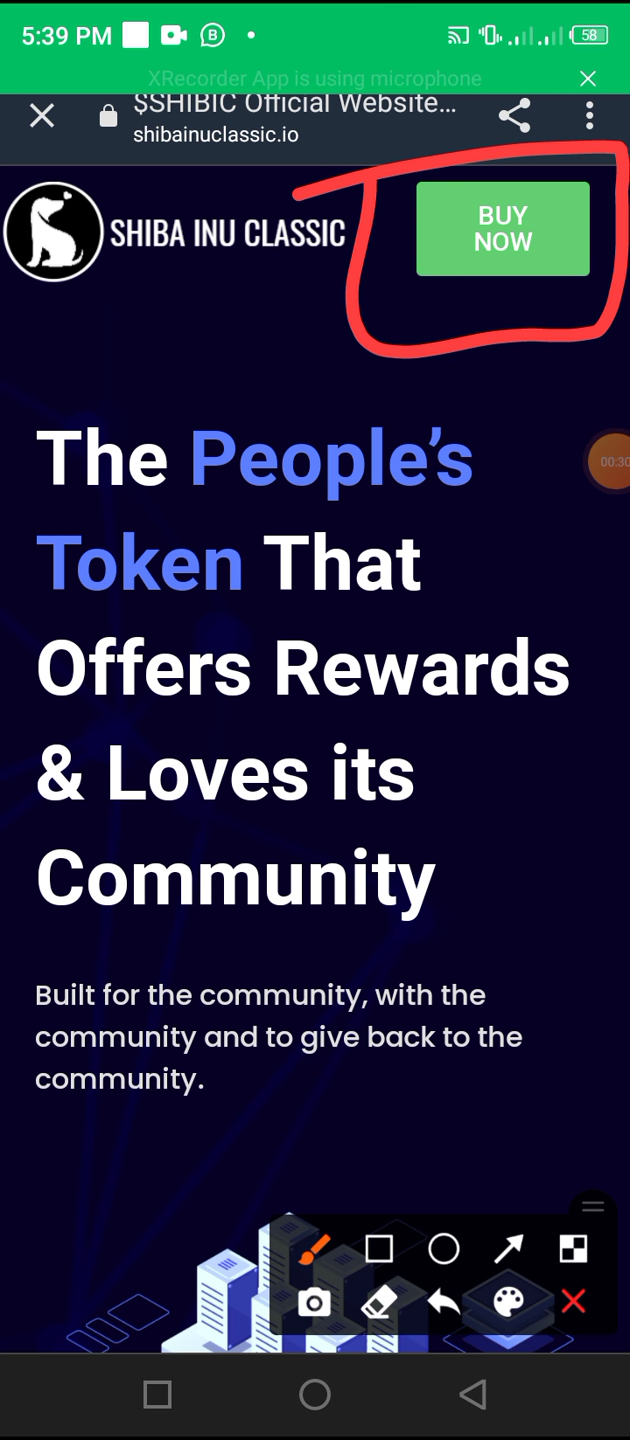 5:39 PM
58
XRecorder App is using microphone
$SHIBIC Official Website...
shibainuclassic.io
SHIBA INU CLASSIC
BUY
NOW
The People's
Token That
Offers Rewards
& Loves its
Community
00:30
Built for the community, with the
community and to give back to the
community.